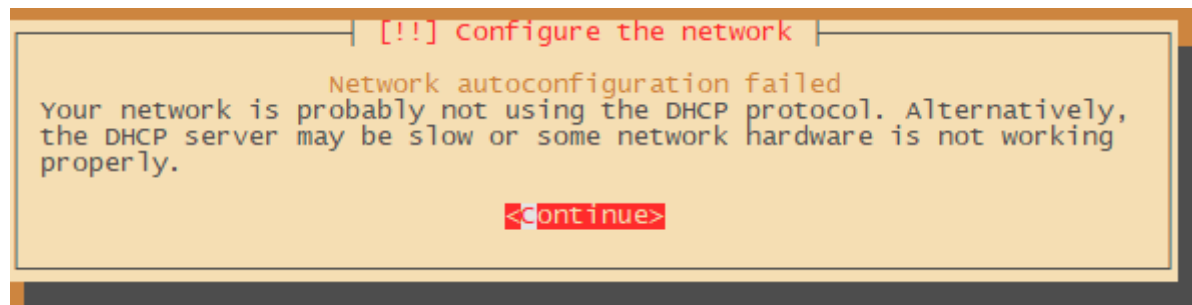 [!!] Configure the network
Network autoconfiguration failed
Your network is probably not using the DHCP protocol. Alternatively,
the DHCP server may be slow or some network hardware is not working
properly.
<Continue>